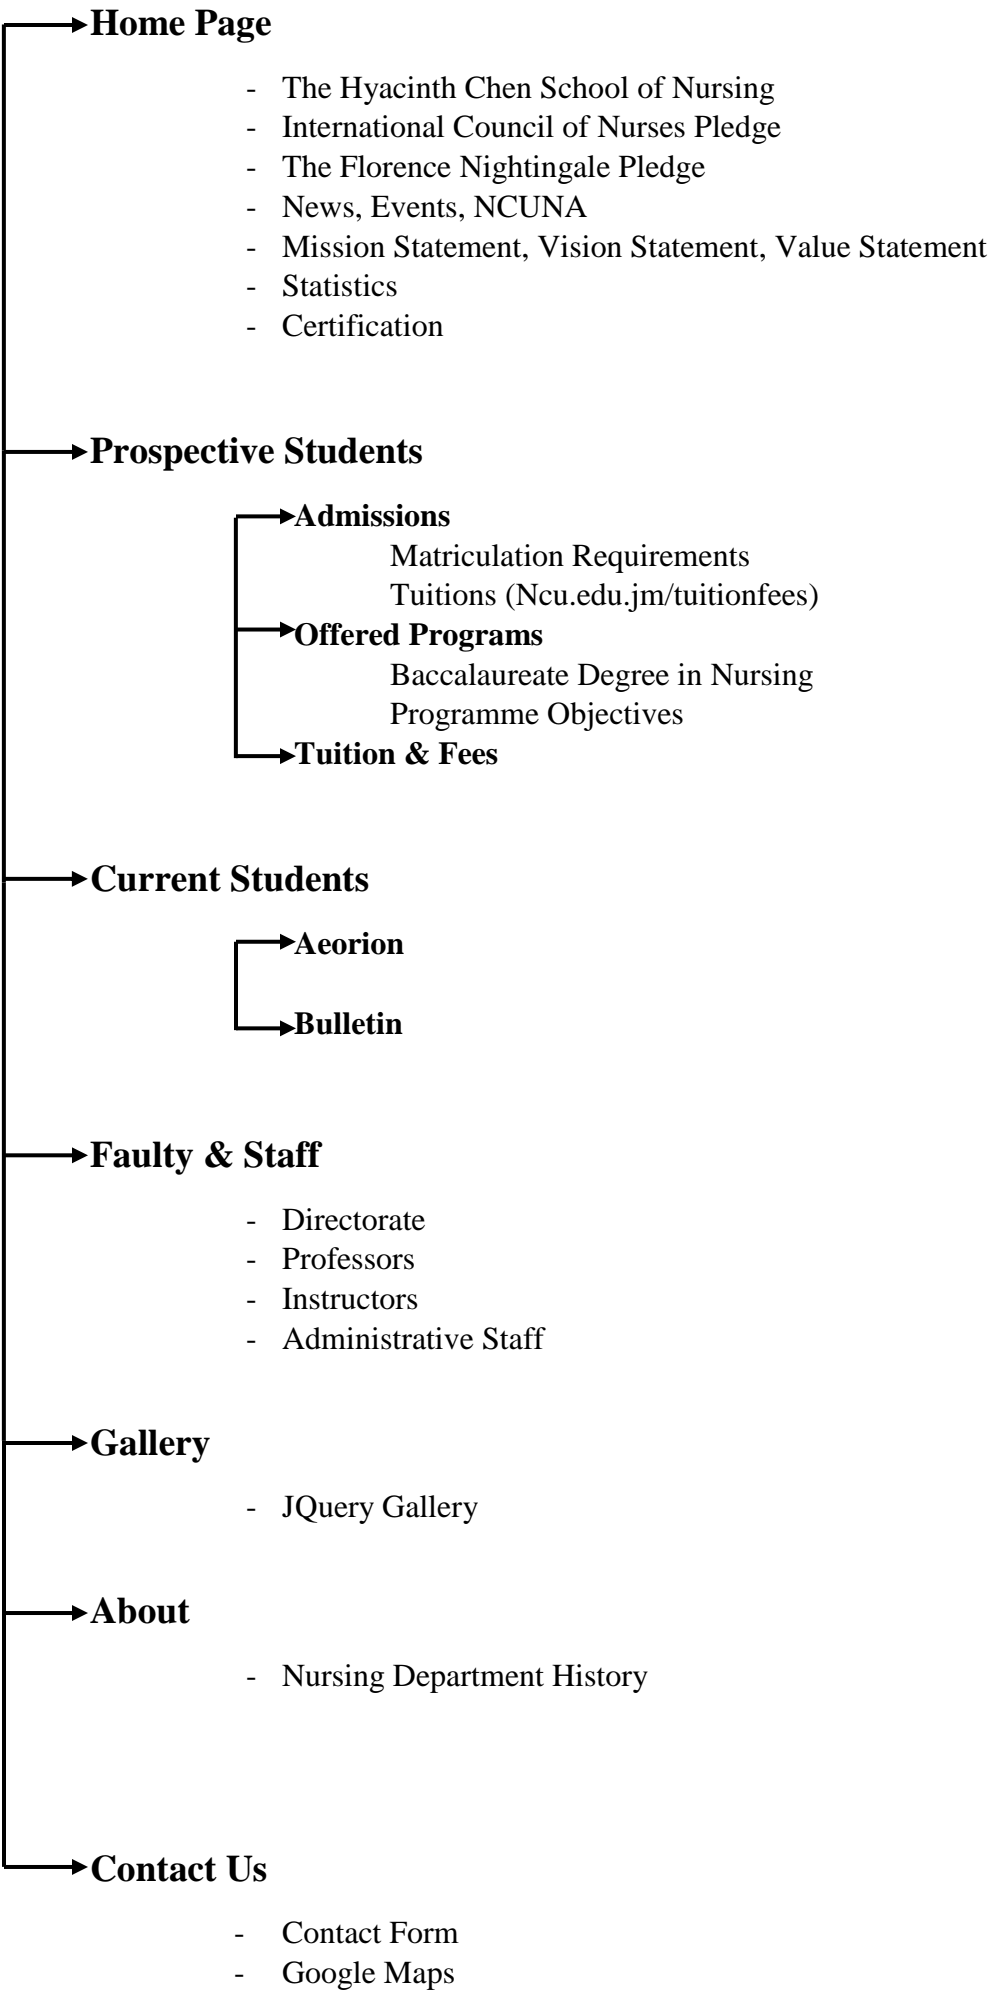 Home Page
- The Hyacinth Chen School of Nursing
- International Council of Nurses Pledge
- The Florence Nightingale Pledge
- News, Events, NCUNA
- Mission Statement, Vision Statement, Value Statement
- Statistics
- Certification
Prospective Students
Admissions
Matriculation Requirements
Tuitions (Ncu.edu.jm/tuitionfees)
Offered Programs
Baccalaureate Degree in Nursing
Programme Objectives
Tuition & Fees
Current Students
Aeorion
Bulletin
Faulty & Staff
- Directorate
- Professors
- Instructors
- Administrative Staff
Gallery
- JQuery Gallery
About
- Nursing Department History
Contact Us
- Contact Form
- Google Maps